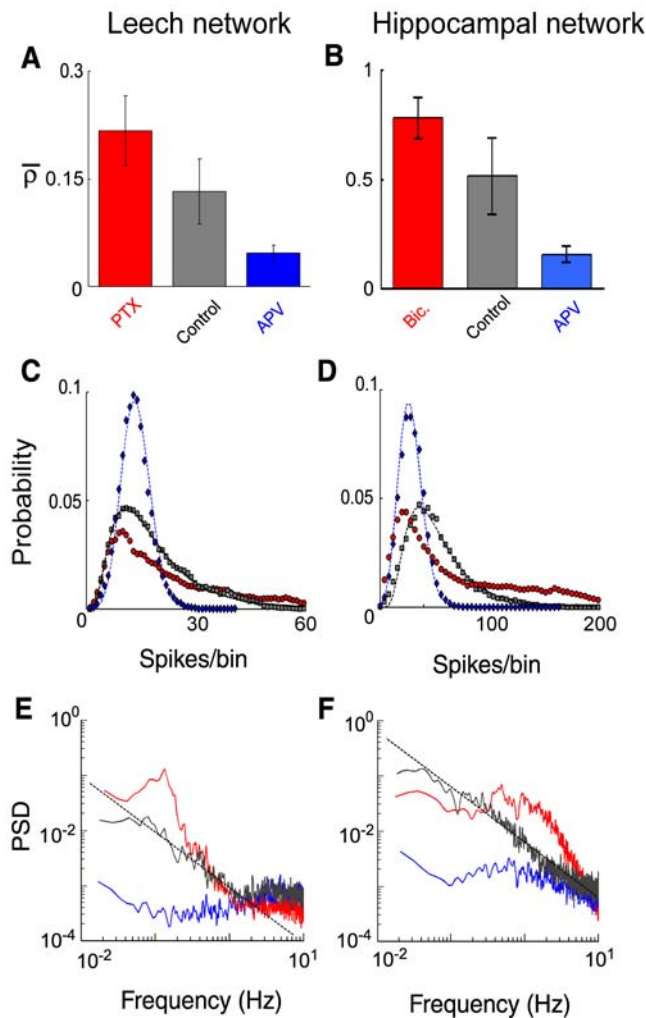 Leech network Hippocampal network
A B
0.3 1
0.15 0.5
ρ̅
0 0
PTX Control APV Bic. Control APV
C D
0.1 0.1
0.05 0.05
Probability
0 0
0 30 60 0 100 200
Spikes/bin Spikes/bin
E F
10⁰ 10⁰
PSD
10⁻² 10⁻²
10⁻⁴ 10⁻⁴
10⁻² 10¹ 10⁻² 10¹
Frequency (Hz) Frequency (Hz)